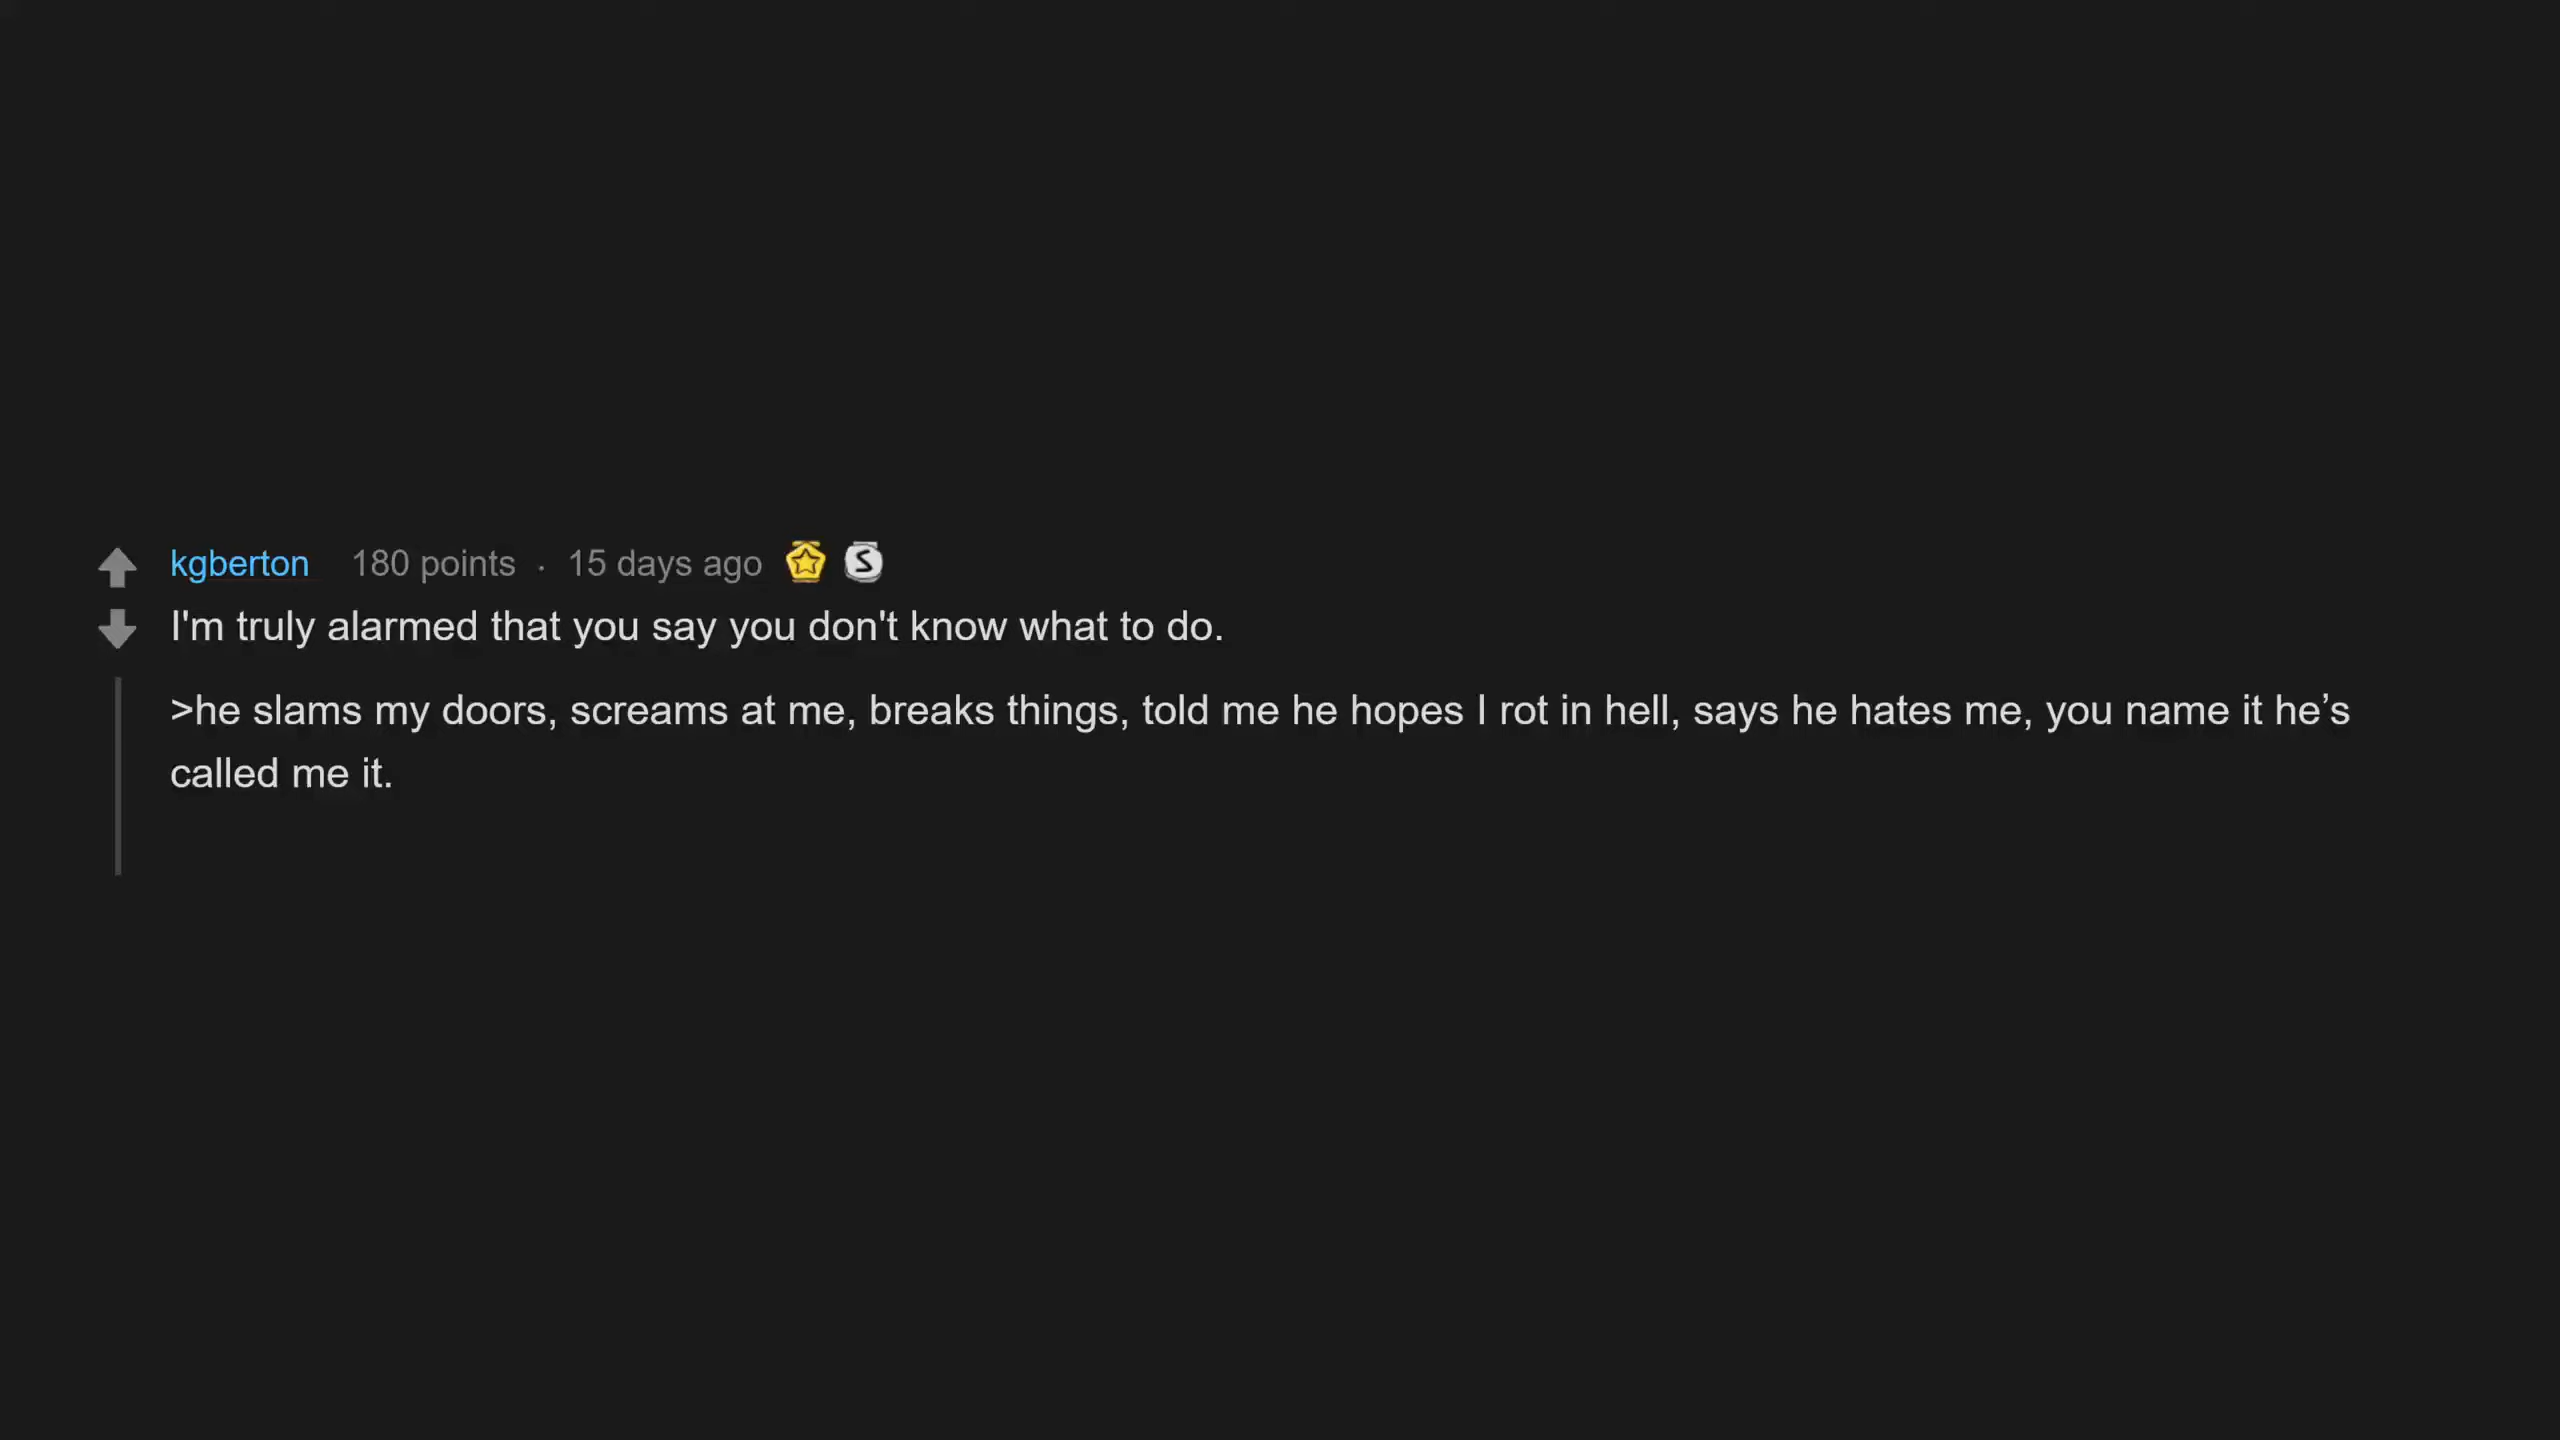 kgberton 180 points · 15 days ago S
I'm truly alarmed that you say you don't know what to do.
>he slams my doors, screams at me, breaks things, told me he hopes I rot in hell, says he hates me, you name it he’s
called me it.